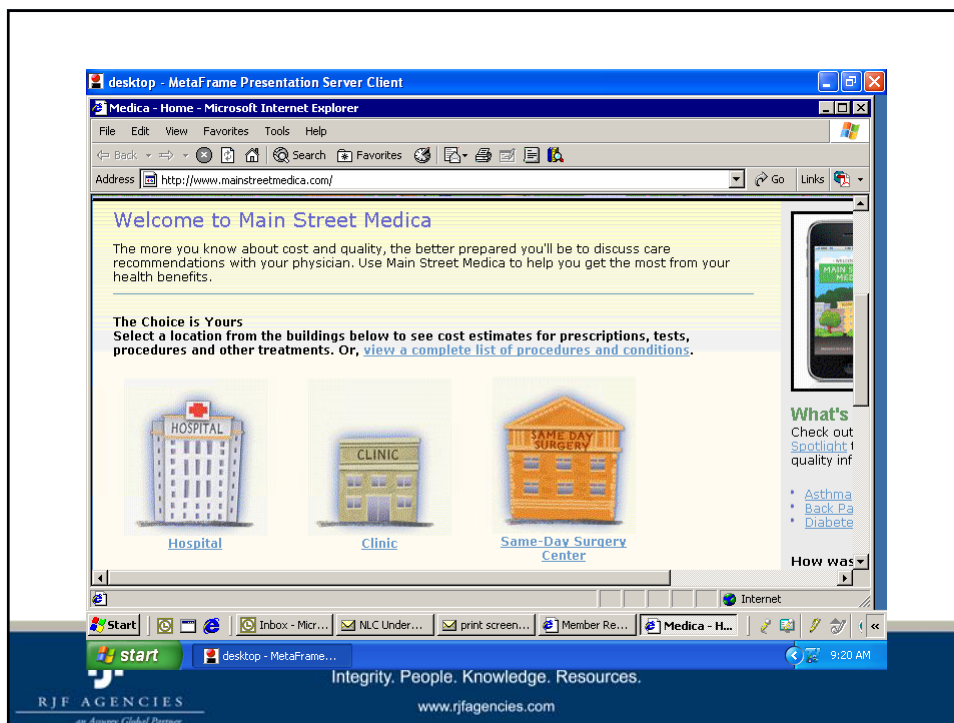 desktop - MetaFrame Presentation Server Client
Medica - Home - Microsoft Internet Explorer
File Edit View Favorites Tools Help
Back Search Favorites
Address http://www.mainstreetmedica.com/ Go Links
Welcome to Main Street Medica
The more you know about cost and quality, the better prepared you'll be to discuss care
recommendations with your physician. Use Main Street Medica to help you get the most from your
health benefits.
The Choice is Yours
Select a location from the buildings below to see cost estimates for prescriptions, tests,
procedures and other treatments. Or, view a complete list of procedures and conditions.
HOSPITAL
CLINIC
SAME DAY
SURGERY
Hospital
Clinic
Same-Day Surgery
Center
MAIN
What's
Check out
Spotlight
quality inf
Asthma
Back Pa
Diabete
How was
Internet
Start Inbox - Micr... NLC Under... print screen... Member Re... Medica - H... «
start desktop - MetaFrame... 9:20 AM
Integrity. People. Knowledge. Resources.
www.rjfagencies.com
RJF AGENCIES
an Assurex Global Partner